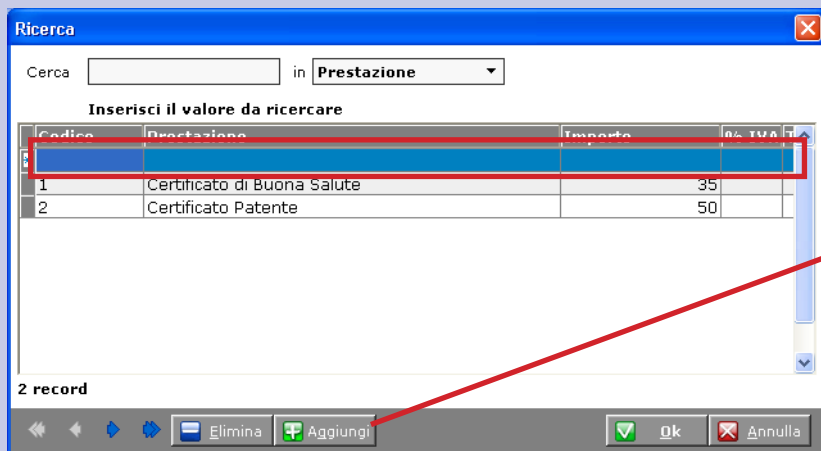 Ricerca
Cerca in Prestazione
Inserisci il valore da ricercare
Codice Prestazione Importo % IVA T
1 Certificato di Buona Salute 35
2 Certificato Patente 50
2 record
Elimina Aggiungi Ok Annulla